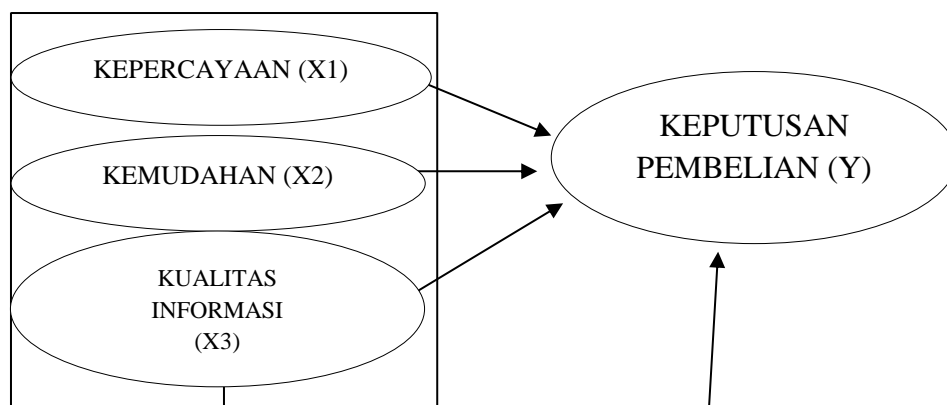 KEPERCAYAAN (X1)
KEMUDAHAN (X2)
KUALITAS
INFORMASI
(X3)
KEPUTUSAN
PEMBELIAN (Y)